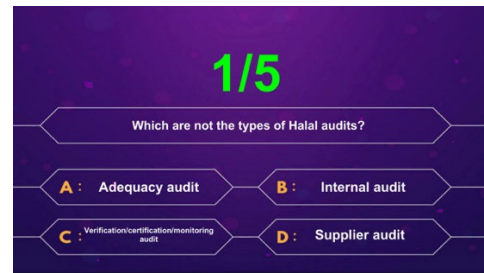 1/5
Which are not the types of Halal audits?
A : Adequacy audit
B : Internal audit
C : Verification/certification/monitoring
audit
D : Supplier audit